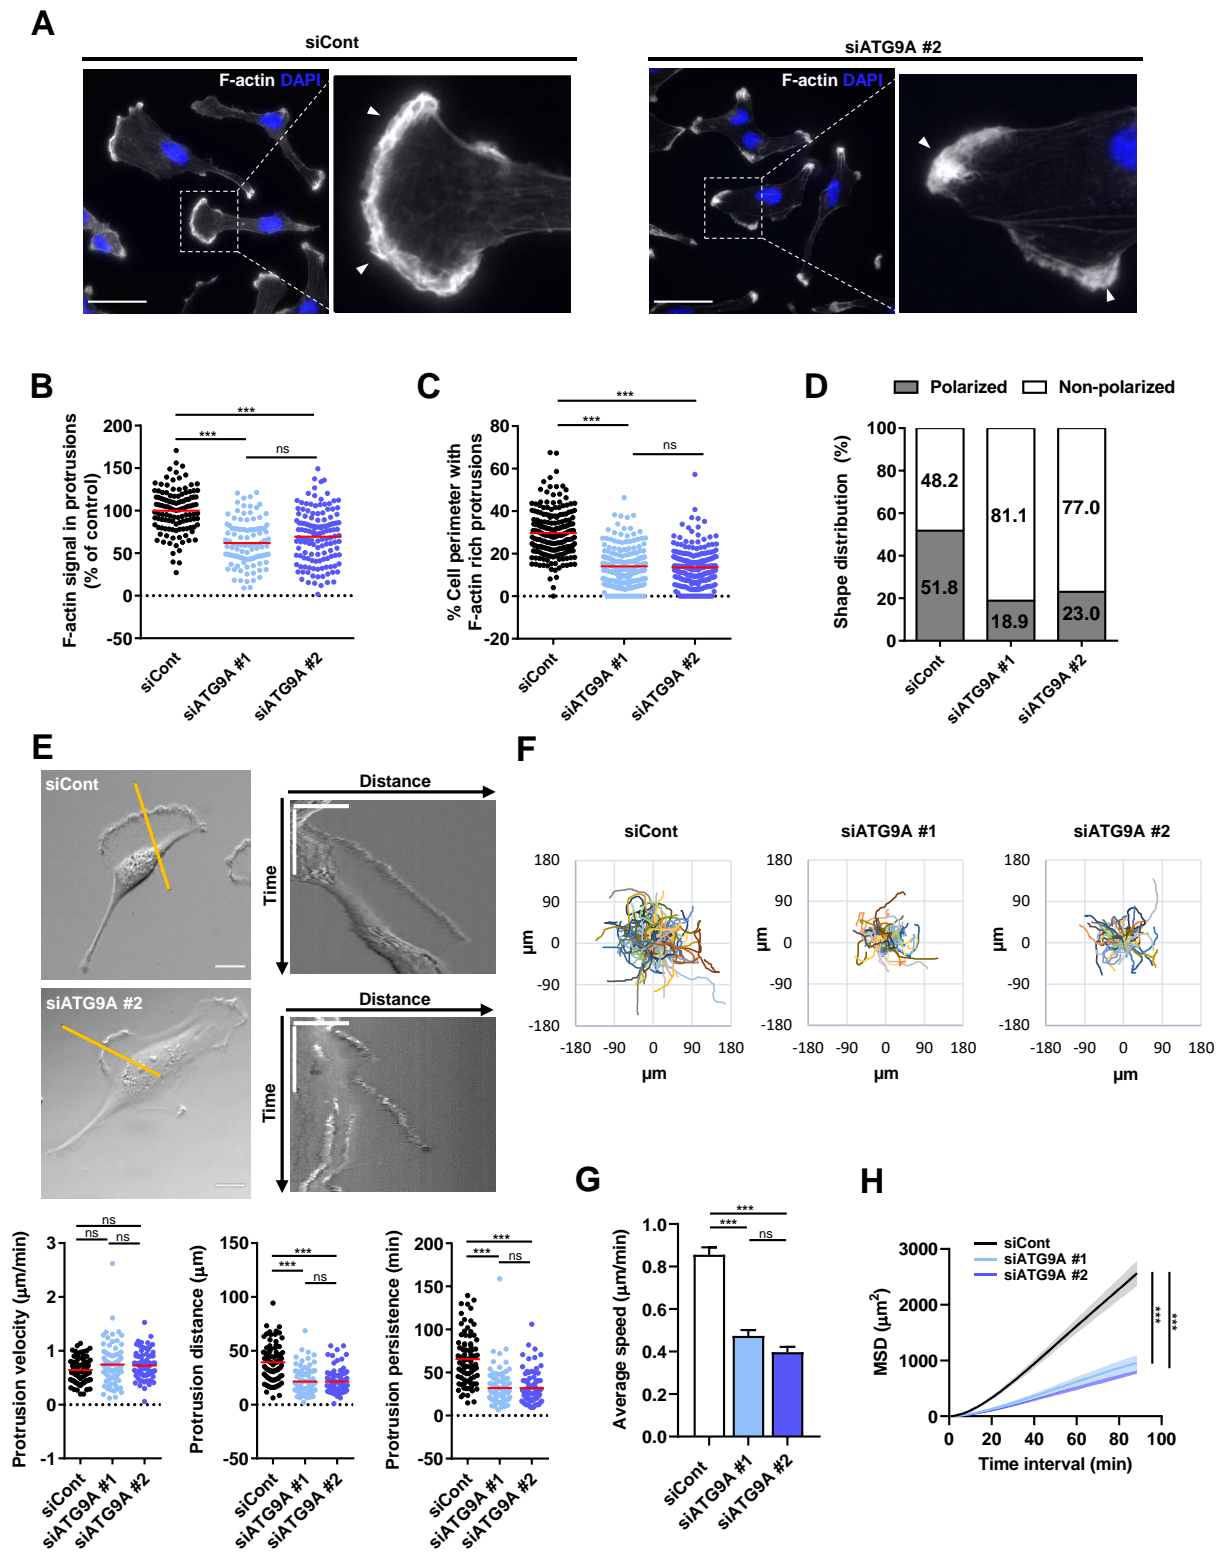 A
siCont
siATG9A #2
F-actin DAPI
F-actin DAPI
B
F-actin signal in protrusions
(% of control)
200
150
100
50
0
-50
***
***
ns
siCont
siATG9A #1
siATG9A #2
C
% Cell perimeter with
F-actin rich protrusions
80
60
40
20
0
-20
***
***
ns
siCont
siATG9A #1
siATG9A #2
D
Polarized
Non-polarized
Shape distribution (%)
100
80
60
40
20
0
48.2
51.8
81.1
18.9
77.0
23.0
siCont
siATG9A #1
siATG9A #2
E
siCont
Distance
Time
siATG9A #2
Distance
Time
Protrusion velocity (µm/min)
3
2
1
0
-1
ns
ns
ns
siCont
siATG9A #1
siATG9A #2
Protrusion distance (µm)
150
100
50
0
-50
***
***
ns
siCont
siATG9A #1
siATG9A #2
Protrusion persistence (min)
200
150
100
50
0
-50
***
***
ns
siCont
siATG9A #1
siATG9A #2
F
siCont
180
90
0
-90
-180
µm
-180 -90 0 90 180
µm
siATG9A #1
180
90
0
-90
-180
µm
-180 -90 0 90 180
µm
siATG9A #2
180
90
0
-90
-180
µm
-180 -90 0 90 180
µm
G
Average speed (µm/min)
1.0
0.8
0.6
0.4
0.2
0.0
***
***
ns
siCont
siATG9A #1
siATG9A #2
H
siCont
siATG9A #1
siATG9A #2
MSD (µm²)
3000
2000
1000
0
0 20 40 60 80 100
Time interval (min)
***
***